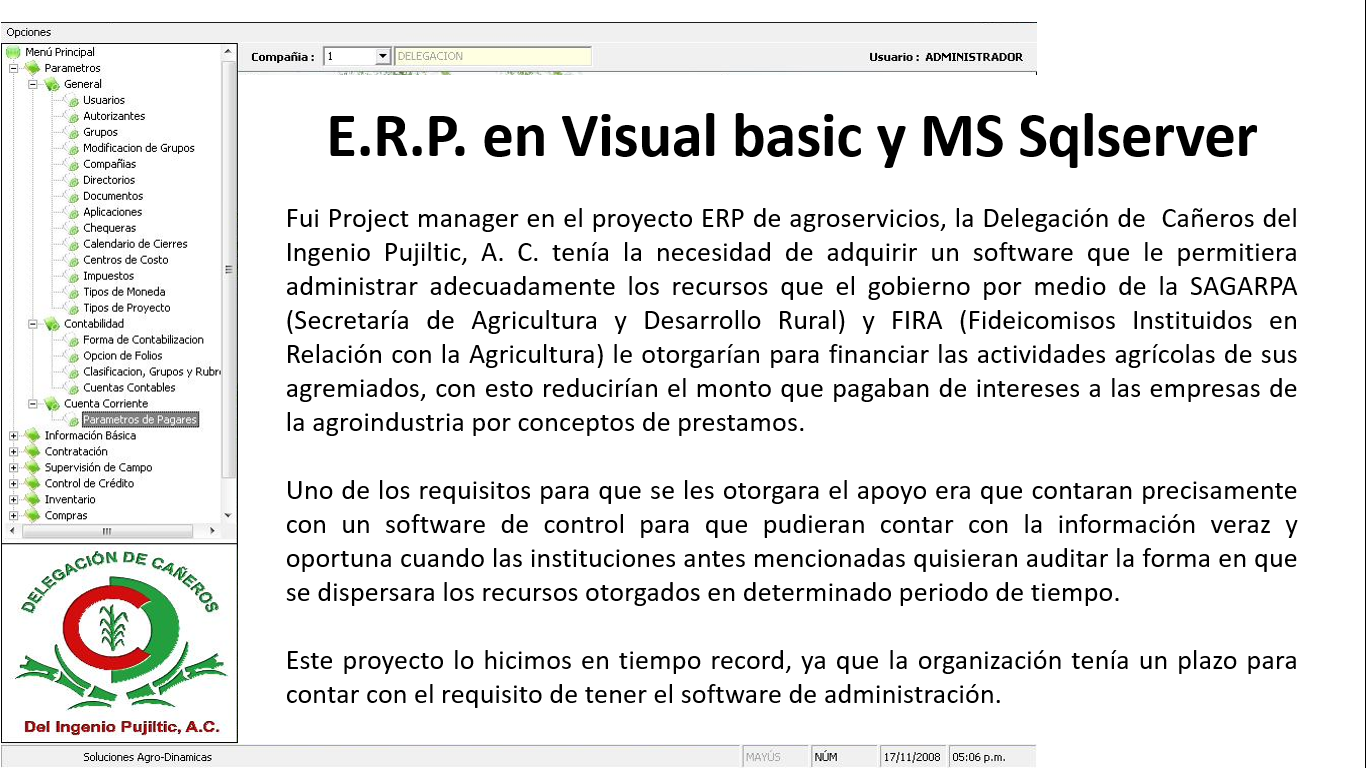 Opciones
Menú Principal
Parametros
General
Usuarios
Autorizantes
Grupos
Modificacion de Grupos
Compañias
Directorios
Documentos
Aplicaciones
Chequeras
Calendario de Cierres
Centros de Costo
Impuestos
Tipos de Moneda
Tipos de Proyecto
Contabilidad
Forma de Contabilizacion
Opcion de Folios
Clasificacion, Grupos y Rubr
Cuentas Contables
Cuenta Corriente
Parametros de Pagares
Información Básica
Contratación
Supervisión de Campo
Control de Crédito
Inventario
Compras
DELEGACIÓN DE CAÑEROS
Del Ingenio Pujiltic, A.C.
Compañia : 1 DELEGACION Usuario : ADMINISTRADOR
E.R.P. en Visual basic y MS Sqlserver
Fui Project manager en el proyecto ERP de agroservicios, la Delegación de Cañeros del
Ingenio Pujiltic, A. C. tenía la necesidad de adquirir un software que le permitiera
administrar adecuadamente los recursos que el gobierno por medio de la SAGARPA
(Secretaría de Agricultura y Desarrollo Rural) y FIRA (Fideicomisos Instituidos en
Relación con la Agricultura) le otorgarían para financiar las actividades agrícolas de sus
agremiados, con esto reducirían el monto que pagaban de intereses a las empresas de
la agroindustria por conceptos de prestamos.
Uno de los requisitos para que se les otorgara el apoyo era que contaran precisamente
con un software de control para que pudieran contar con la información veraz y
oportuna cuando las instituciones antes mencionadas quisieran auditar la forma en que
se dispersara los recursos otorgados en determinado periodo de tiempo.
Este proyecto lo hicimos en tiempo record, ya que la organización tenía un plazo para
contar con el requisito de tener el software de administración.
Soluciones Agro-Dinamicas MAYÚS NÚM 17/11/2008 05:06 p.m.